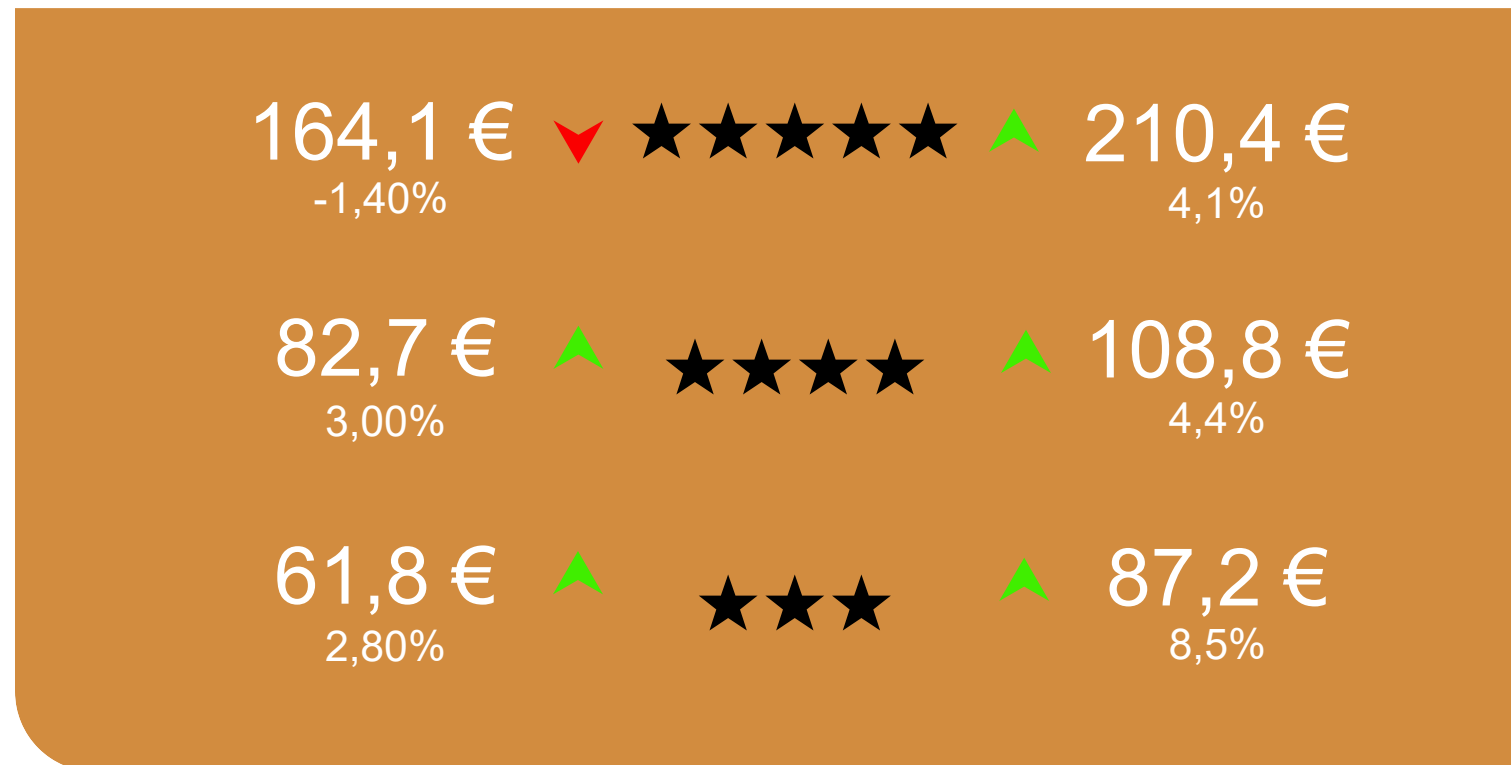 164,1 € 210,4 €
-1,40% 4,1%
82,7 € 108,8 €
3,00% 4,4%
61,8 € 87,2 €
2,80% 8,5%